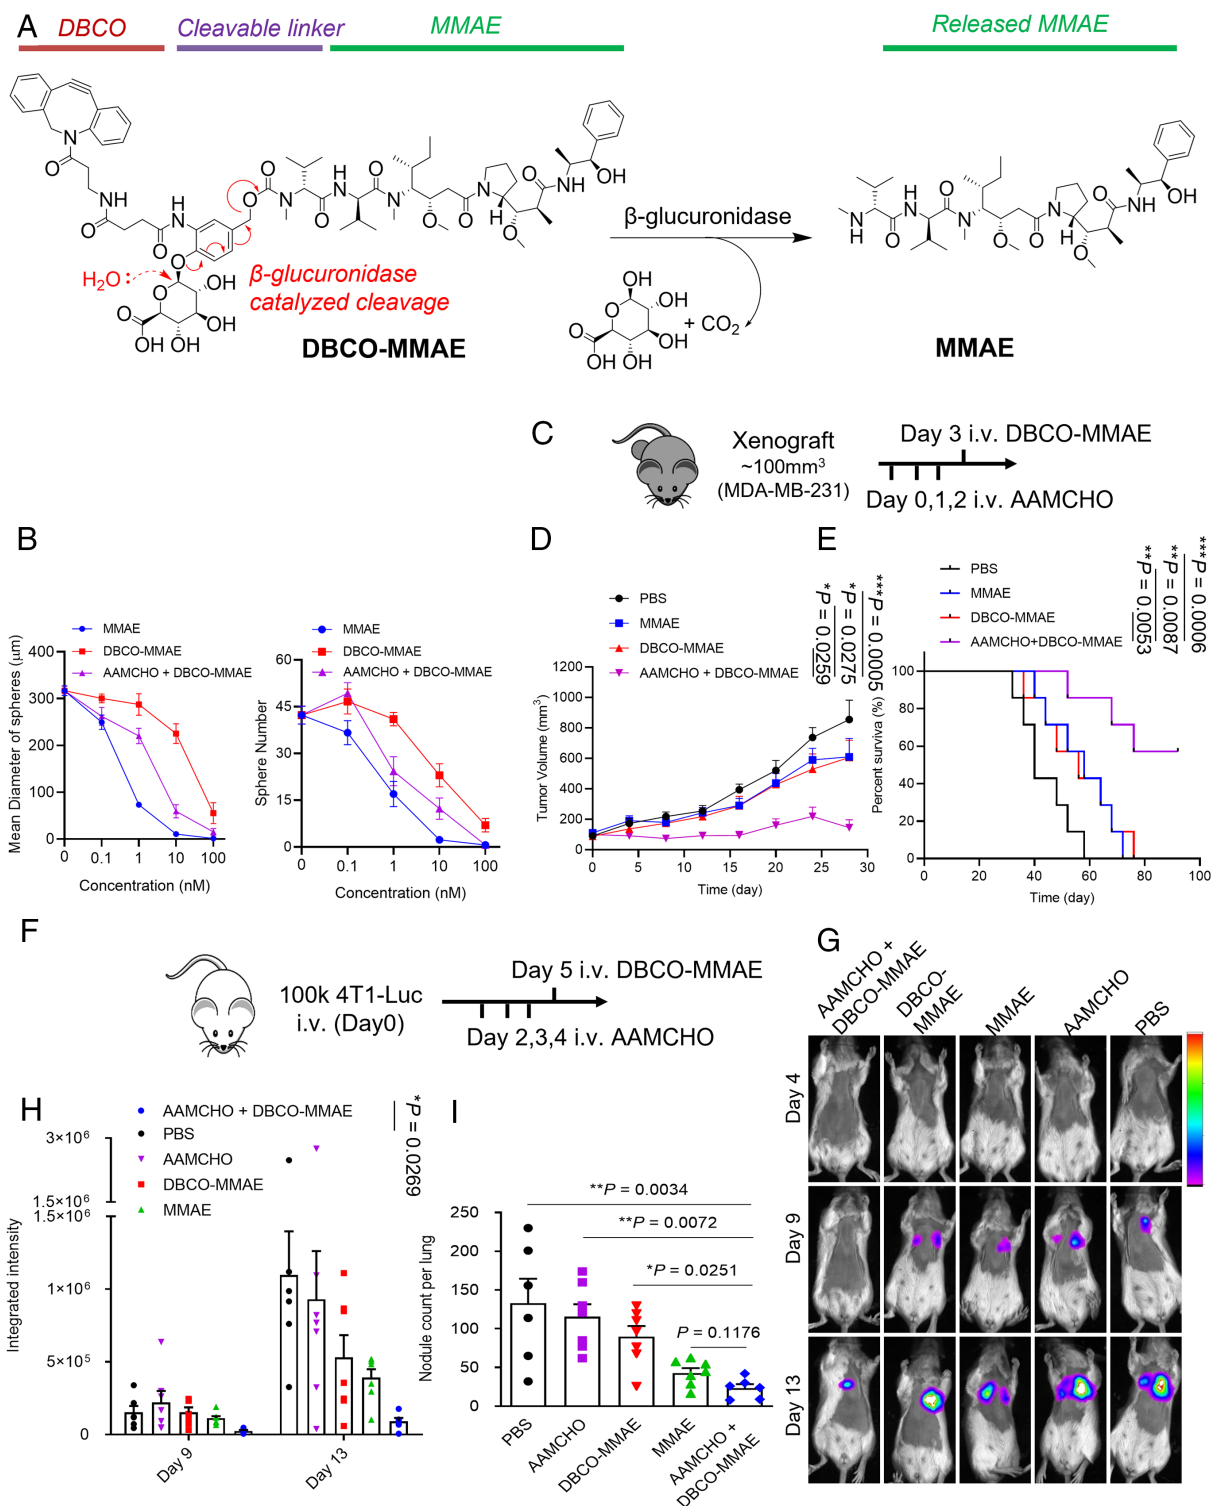 A
DBCO
Cleavable linker
MMAE
Released MMAE
N
O
NH
O
O
H
N
O
O
O
N
O
H
N
O
N
O
O
N
H
O
O
NH
OH
H₂O:
β-glucuronidase
catalyzed cleavage
O
OH
OH
O
OH OH
DBCO-MMAE
β-glucuronidase
OH
O
OH
OH
O
OH
OH
+ CO₂
N
H
O
H
N
O
N
O
O
N
H
O
O
NH
OH
MMAE
C
Xenograft
~100mm³
(MDA-MB-231)
Day 3 i.v. DBCO-MMAE
Day 0,1,2 i.v. AAMCHO
B
MMAE
DBCO-MMAE
AAMCHO + DBCO-MMAE
Mean Diameter of spheres (μm)
400
300
200
100
0
0 0.1 1 10 100
Concentration (nM)
MMAE
DBCO-MMAE
AAMCHO + DBCO-MMAE
Sphere Number
60
45
30
15
0
0 0.1 1 10 100
Concentration (nM)
D
PBS
MMAE
DBCO-MMAE
AAMCHO + DBCO-MMAE
***P = 0.0005
*P = 0.0275
*P = 0.0259
Tumor Volume (mm³)
1200
1000
800
600
400
200
0
0 5 10 15 20 25 30
Time (day)
E
PBS
MMAE
DBCO-MMAE
AAMCHO+DBCO-MMAE
***P = 0.0006
**P = 0.0087
**P = 0.0053
Percent surviva (%)
100
80
60
40
20
0
0 20 40 60 80 100
Time (day)
F
100k 4T1-Luc
i.v. (Day0)
Day 5 i.v. DBCO-MMAE
Day 2,3,4 i.v. AAMCHO
G
AAMCHO +
DBCO-MMAE
DBCO-
MMAE
MMAE
AAMCHO
PBS
Day 4
Day 9
Day 13
H
AAMCHO + DBCO-MMAE
PBS
AAMCHO
DBCO-MMAE
MMAE
*P = 0.0269
Integrated intensity
3×10⁶
1.5×10⁶
1.5×10⁶
1×10⁶
5×10⁵
0
Day 9
Day 13
I
**P = 0.0034
**P = 0.0072
*P = 0.0251
P = 0.1176
Nodule count per lung
250
200
150
100
50
0
PBS
AAMCHO
DBCO-MMAE
MMAE
AAMCHO +
DBCO-MMAE